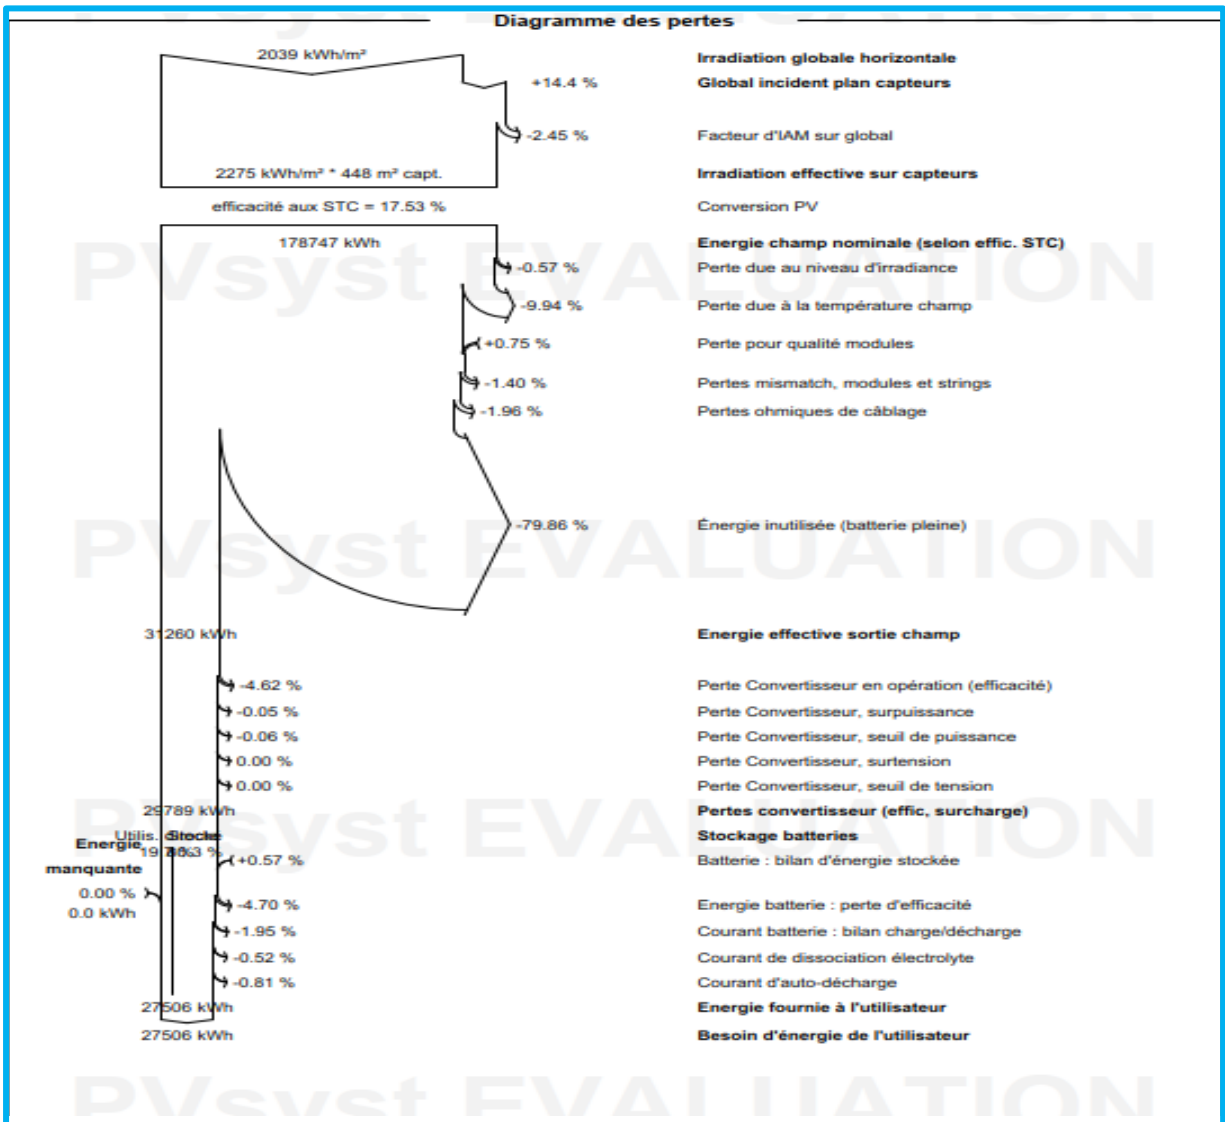 Diagramme des pertes
2039 kWh/m² Irradiation globale horizontale
+14.4 % Global incident plan capteurs
-2.45 % Facteur d'IAM sur global
2275 kWh/m² * 448 m² capt. Irradiation effective sur capteurs
efficacité aux STC = 17.53 % Conversion PV
178747 kWh Energie champ nominale (selon effic. STC)
PVsyst EVALUATION
-0.57 % Perte due au niveau d'irradiance
-9.94 % Perte due à la température champ
+0.75 % Perte pour qualité modules
-1.40 % Pertes mismatch, modules et strings
-1.96 % Pertes ohmiques de câblage
-79.86 % Énergie inutilisée (batterie pleine)
PVsyst EVALUATION
31260 kWh Energie effective sortie champ
-4.62 % Perte Convertisseur en opération (efficacité)
-0.05 % Perte Convertisseur, surpuissance
-0.06 % Perte Convertisseur, seuil de puissance
0.00 % Perte Convertisseur, surtension
0.00 % Perte Convertisseur, seuil de tension
29789 kWh Pertes convertisseur (effic, surcharge)
PVsyst EVALUATION
Utilis. Stocké Stockage batteries
Energie
manquante
+0.57 % Batterie : bilan d'énergie stockée
0.00 %
0.0 kWh
-4.70 % Energie batterie : perte d'efficacité
-1.95 % Courant batterie : bilan charge/décharge
-0.52 % Courant de dissociation électrolyte
-0.81 % Courant d'auto-décharge
27506 kWh Energie fournie à l'utilisateur
27506 kWh Besoin d'énergie de l'utilisateur
PVsyst EVALUATION